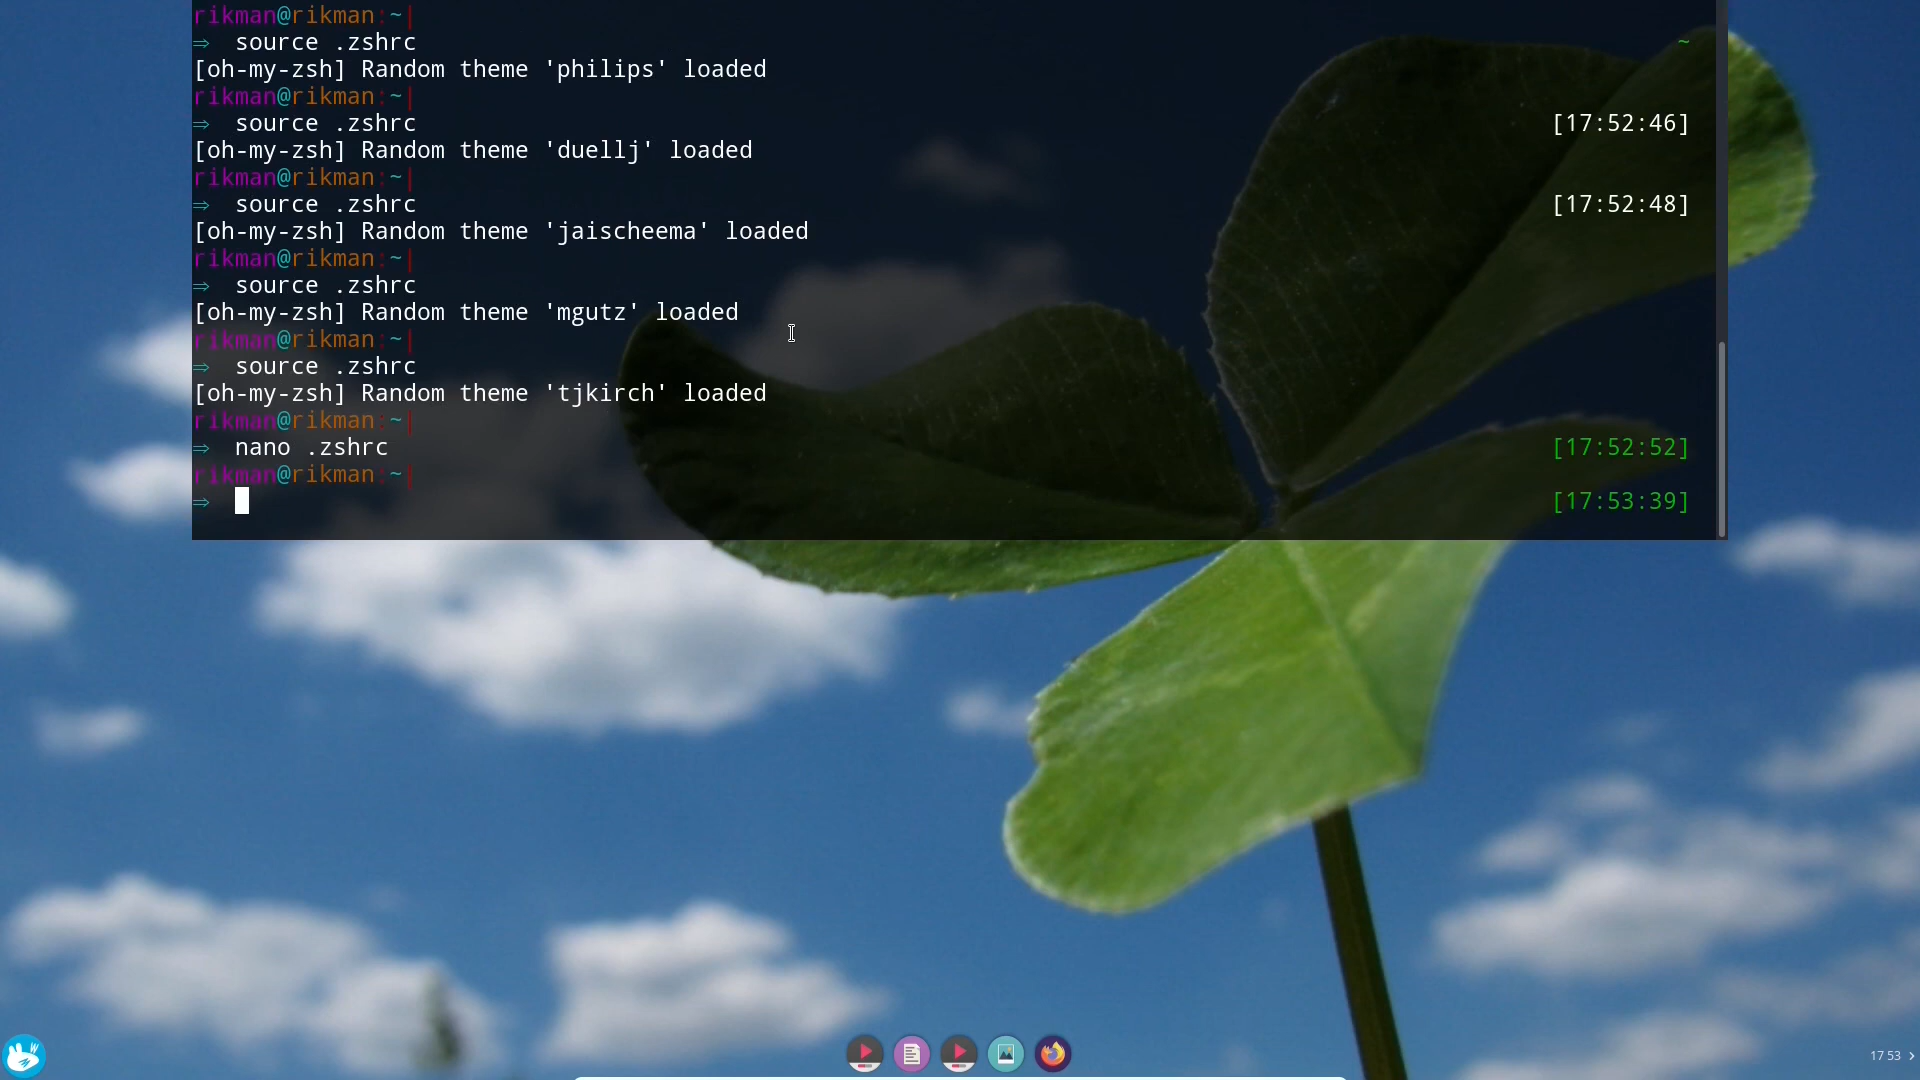 rikman@rikman:~|
⇒ source .zshrc ~
[oh-my-zsh] Random theme 'philips' loaded
rikman@rikman:~|
⇒ source .zshrc [17:52:46]
[oh-my-zsh] Random theme 'duellj' loaded
rikman@rikman:~|
⇒ source .zshrc [17:52:48]
[oh-my-zsh] Random theme 'jaischeema' loaded
rikman@rikman:~|
⇒ source .zshrc
[oh-my-zsh] Random theme 'mgutz' loaded
rikman@rikman:~|
⇒ source .zshrc
[oh-my-zsh] Random theme 'tjkirch' loaded
rikman@rikman:~|
⇒ nano .zshrc [17:52:52]
rikman@rikman:~|
⇒ [17:53:39]
W
17 53 ›